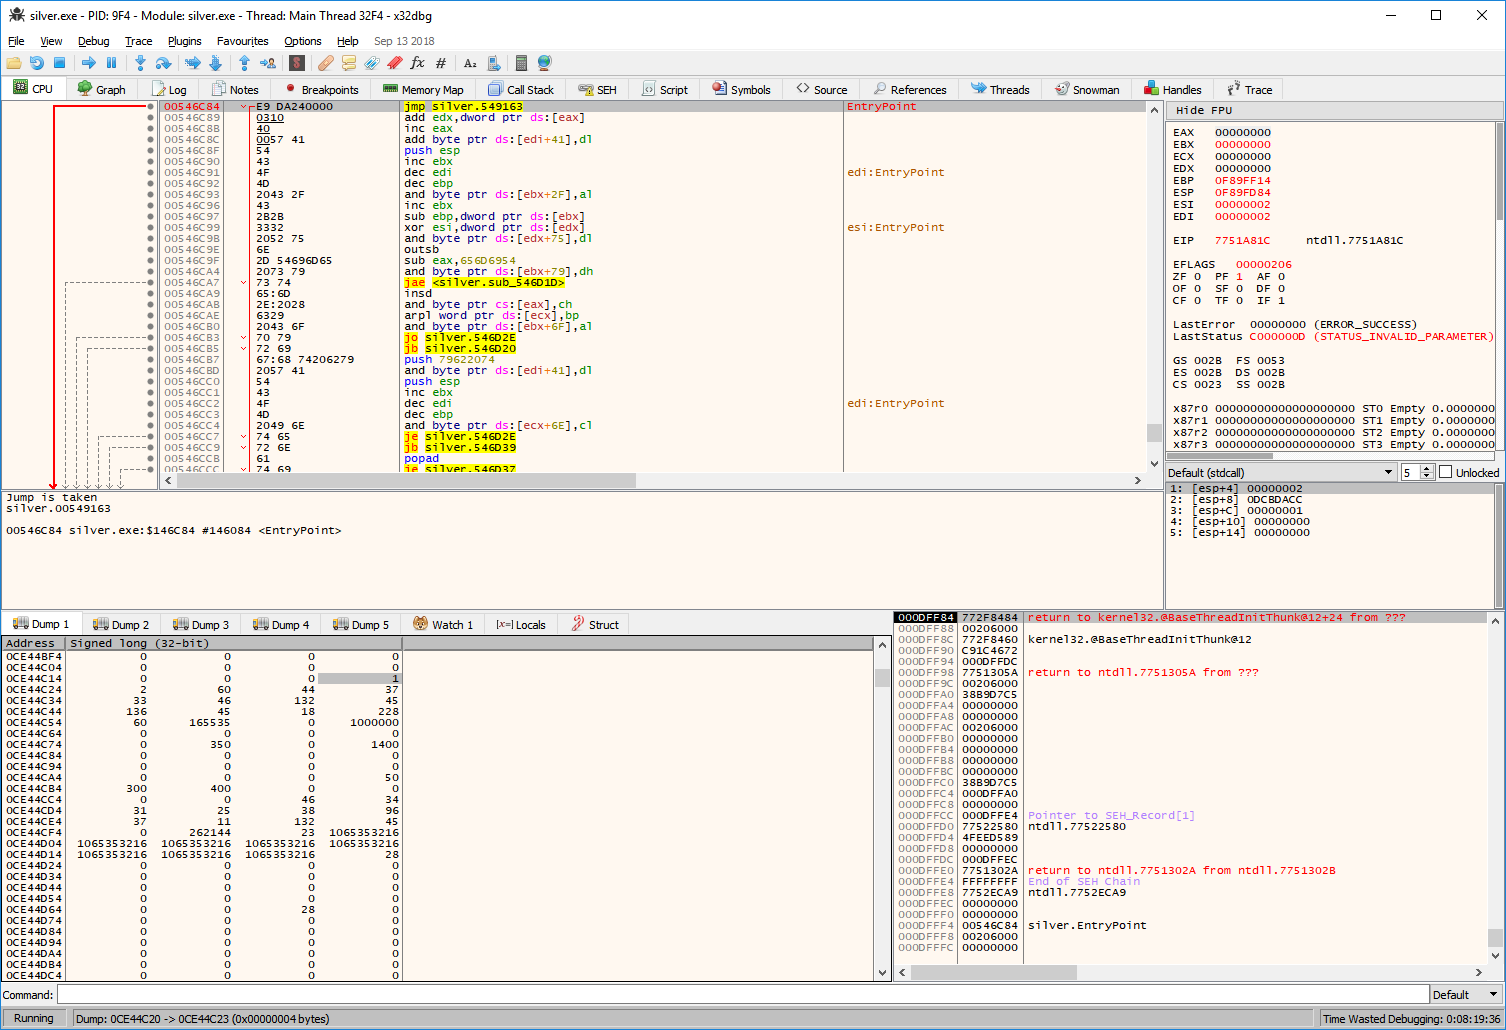 silver.exe - PID: 9F4 - Module: silver.exe - Thread: Main Thread 32F4 - x32dbg
File View Debug Trace Plugins Favourites Options Help Sep 13 2018
CPU Graph Log Notes Breakpoints Memory Map Call Stack SEH Script Symbols Source References Threads Snowman Handles Trace
00546C84 E9 DA240000 jmp silver.549163 EntryPoint
00546C89 0310 add edx,dword ptr ds:[eax]
00546C8B 40 inc eax
00546C8C 0057 41 add byte ptr ds:[edi+41],dl
00546C8F 54 push esp
00546C90 43 inc ebx
00546C91 4F dec edi edi:EntryPoint
00546C92 4D dec ebp
00546C93 2043 2F and byte ptr ds:[ebx+2F],al
00546C96 43 inc ebx
00546C97 2B2B sub ebp,dword ptr ds:[ebx]
00546C99 3332 xor esi,dword ptr ds:[edx] esi:EntryPoint
00546C9B 2052 75 and byte ptr ds:[edx+75],dl
00546C9E 6E outsb
00546C9F 2D 54696D65 sub eax,656D6954
00546CA4 2073 79 and byte ptr ds:[ebx+79],dh
00546CA7 73 74 jae <silver.sub_546D1D>
00546CA9 65:6D insd
00546CAB 2E:2028 and byte ptr cs:[eax],ch
00546CAE 6329 arpl word ptr ds:[ecx],bp
00546CB0 2043 6F and byte ptr ds:[ebx+6F],al
00546CB3 70 79 jo silver.546D2E
00546CB5 72 69 jb silver.546D20
00546CB7 67:68 74206279 push 79622074
00546CBD 2057 41 and byte ptr ds:[edi+41],dl
00546CC0 54 push esp
00546CC1 43 inc ebx
00546CC2 4F dec edi edi:EntryPoint
00546CC3 4D dec ebp
00546CC4 2049 6E and byte ptr ds:[ecx+6E],cl
00546CC7 74 65 je silver.546D2E
00546CC9 72 6E jb silver.546D39
00546CCB 61 popad
00546CCC 74 69 je silver.546D37
Hide FPU
EAX 00000000
EBX 00000000
ECX 00000000
EDX 00000000
EBP 0F89FF14
ESP 0F89FD84
ESI 00000002
EDI 00000002
EIP 7751A81C ntdll.7751A81C
EFLAGS 00000206
ZF 0 PF 1 AF 0
OF 0 SF 0 DF 0
CF 0 TF 0 IF 1
LastError 00000000 (ERROR_SUCCESS)
LastStatus C000000D (STATUS_INVALID_PARAMETER)
GS 002B FS 0053
ES 002B DS 002B
CS 0023 SS 002B
x87r0 00000000000000000000 ST0 Empty 0.0000000
x87r1 00000000000000000000 ST1 Empty 0.0000000
x87r2 00000000000000000000 ST2 Empty 0.0000000
x87r3 00000000000000000000 ST3 Empty 0.0000000
Default (stdcall) 5 Unlocked
1: [esp+4] 00000002
2: [esp+8] 0DCBDACC
3: [esp+C] 00000001
4: [esp+10] 00000000
5: [esp+14] 00000000
Jump is taken
silver.00549163
00546C84 silver.exe:$146C84 #146084 <EntryPoint>
Dump 1 Dump 2 Dump 3 Dump 4 Dump 5 Watch 1 [x=] Locals Struct
Address Signed long (32-bit)
0CE44BF4 0 0 0 0
0CE44C04 0 0 0 0
0CE44C14 0 0 0 1
0CE44C24 2 60 44 37
0CE44C34 33 46 132 45
0CE44C44 136 45 18 228
0CE44C54 60 165535 0 1000000
0CE44C64 0 0 0 0
0CE44C74 0 350 0 1400
0CE44C84 0 0 0 0
0CE44C94 0 0 0 0
0CE44CA4 0 0 0 50
0CE44CB4 300 400 0 0
0CE44CC4 0 0 46 34
0CE44CD4 31 25 38 96
0CE44CE4 37 11 132 45
0CE44CF4 0 262144 23 1065353216
0CE44D04 1065353216 1065353216 1065353216 1065353216
0CE44D14 1065353216 1065353216 1065353216 28
0CE44D24 0 0 0 0
0CE44D34 0 0 0 0
0CE44D44 0 0 0 0
0CE44D54 0 0 0 0
0CE44D64 0 0 28 0
0CE44D74 0 0 0 0
0CE44D84 0 0 0 0
0CE44D94 0 0 0 0
0CE44DA4 0 0 0 0
0CE44DB4 0 0 0 0
0CE44DC4 0 0 0 0
000DFF84 772F8484 return to kernel32.@BaseThreadInitThunk@12+24 from ???
000DFF88 00206000
000DFF8C 772F8460 kernel32.@BaseThreadInitThunk@12
000DFF90 C91C4672
000DFF94 000DFFDC
000DFF98 7751305A return to ntdll.7751305A from ???
000DFF9C 00206000
000DFFA0 38B9D7C5
000DFFA4 00000000
000DFFA8 00000000
000DFFAC 00206000
000DFFB0 00000000
000DFFB4 00000000
000DFFB8 00000000
000DFFBC 00000000
000DFFC0 38B9D7C5
000DFFC4 000DFFA0
000DFFC8 00000000
000DFFCC 000DFFE4 Pointer to SEH_Record[1]
000DFFD0 77522580 ntdll.77522580
000DFFD4 4FEED589
000DFFD8 00000000
000DFFDC 000DFFEC
000DFFE0 7751302A return to ntdll.7751302A from ntdll.7751302B
000DFFE4 FFFFFFFF End of SEH Chain
000DFFE8 7752ECA9 ntdll.7752ECA9
000DFFEC 00000000
000DFFF0 00000000
000DFFF4 00546C84 silver.EntryPoint
000DFFF8 00206000
000DFFFC 00000000
Command: Default
Running Dump: 0CE44C20 -> 0CE44C23 (0x00000004 bytes) Time Wasted Debugging: 0:08:19:36